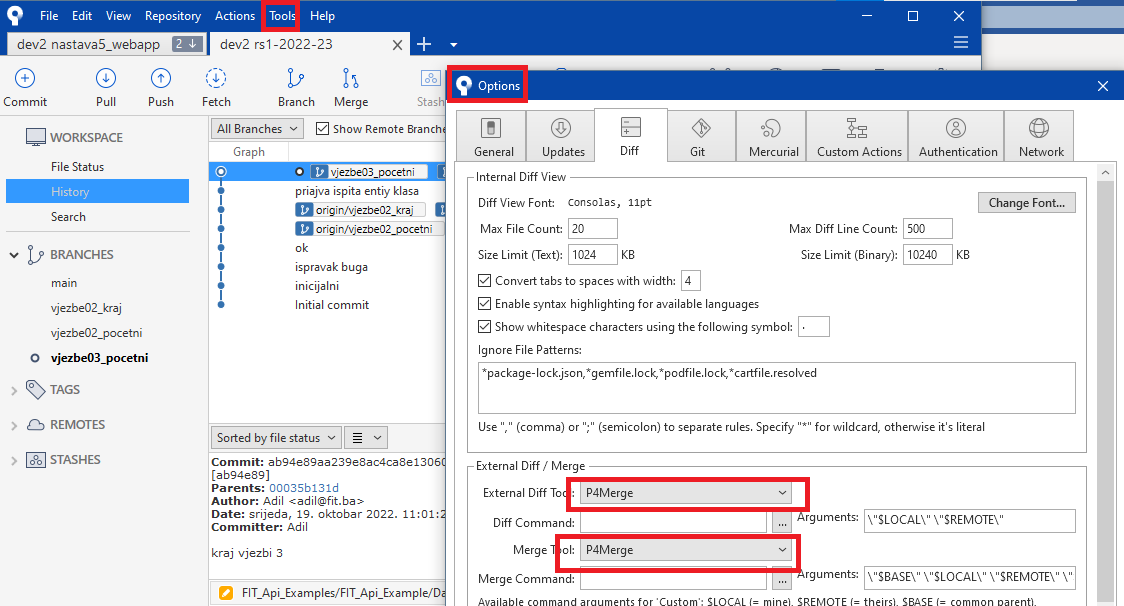 File Edit View Repository Actions Tools Help
dev2 nastava5_webapp 2 dev2 rs1-2022-23
Commit Pull Push Fetch Branch Merge Stash
Options
General Updates Diff Git Mercurial Custom Actions Authentication Network
WORKSPACE
File Status
History
Search
BRANCHES
main
vjezbe02_kraj
vjezbe02_pocetni
vjezbe03_pocetni
TAGS
REMOTES
STASHES
All Branches Show Remote Branche
Graph
vjezbe03_pocetni
priajva ispita entiy klasa
origin/vjezbe02_kraj
origin/vjezbe02_pocetni
ok
ispravak buga
inicijalni
Initial commit
Sorted by file status
Commit: ab94e89aa239e8ac4ca8e13060
[ab94e89]
Parents: 00035b131d
Author: Adil <adil@fit.ba>
Date: srijeda, 19. oktobar 2022. 11:01:2
Committer: Adil
kraj vjezbi 3
FIT_Api_Examples/FIT_Api_Example/Da
Internal Diff View
Diff View Font: Consolas, 11pt Change Font...
Max File Count: 20 Max Diff Line Count: 500
Size Limit (Text): 1024 KB Size Limit (Binary): 10240 KB
Convert tabs to spaces with width: 4
Enable syntax highlighting for available languages
Show whitespace characters using the following symbol: .
Ignore File Patterns:
*package-lock.json,*gemfile.lock,*podfile.lock,*cartfile.resolved
Use "," (comma) or ";" (semicolon) to separate rules. Specify "*" for wildcard, otherwise it's literal
External Diff / Merge
External Diff Tool: P4Merge
Diff Command: ... Arguments: \"$LOCAL\" \"$REMOTE\"
Merge Tool: P4Merge
Merge Command: ... Arguments: \"$BASE\" \"$LOCAL\" \"$REMOTE\" \"
Available command arguments for 'Custom': $LOCAL (= mine), $REMOTE (= theirs), $BASE (= common parent),